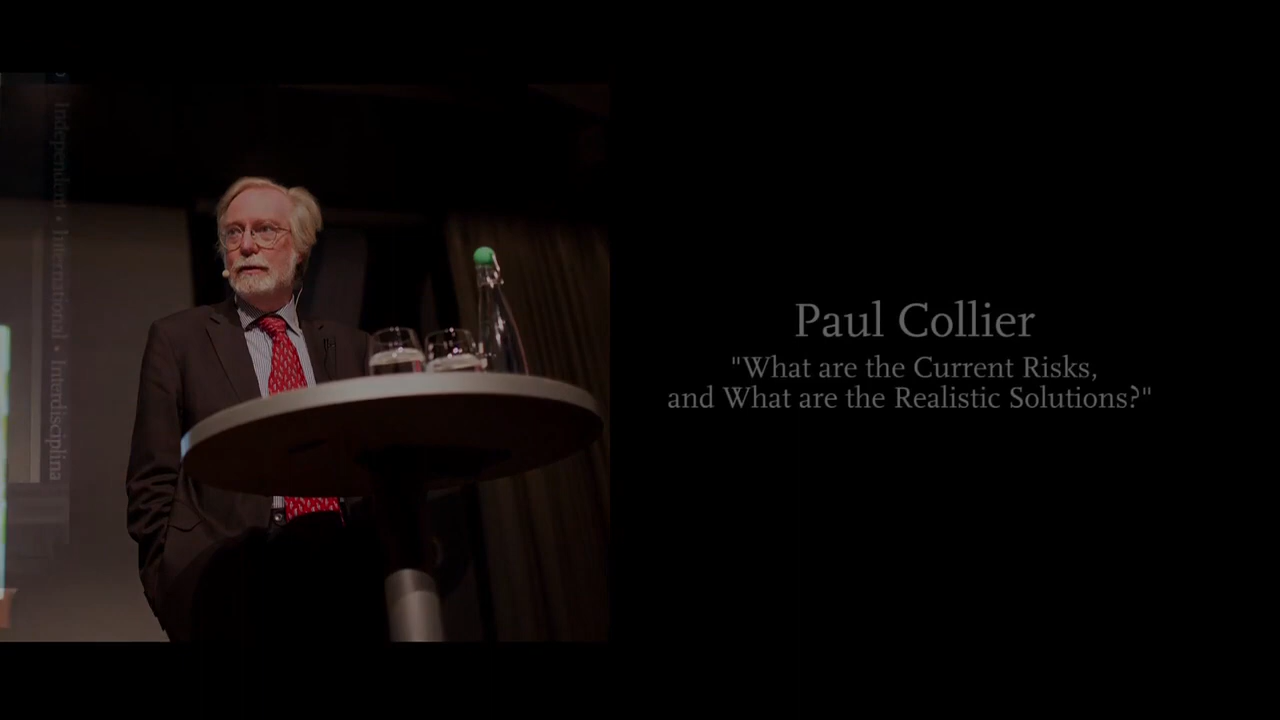 Independent • International • Interdisciplina
Paul Collier
"What are the Current Risks,
and What are the Realistic Solutions?"